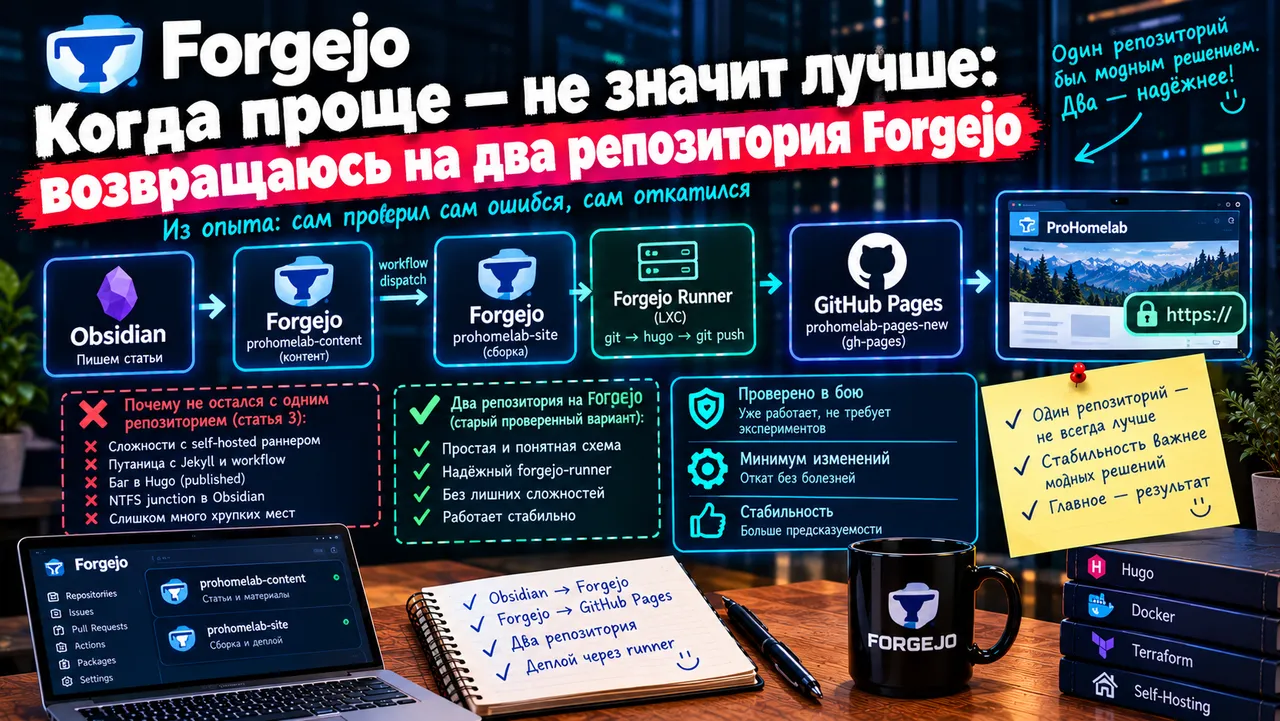 Forgejo
Когда проще — не значит лучше:
возвращаюсь на два репозитория Forgejo
Из опыта: сам проверил сам ошибся, сам откатился
Один репозиторий
был модным решением.
Два — надёжнее!
Obsidian
Пишем статьи
Forgejo
prohomelab-content
(контент)
workflow
dispatch
Forgejo
prohomelab-site
(сборка)
Forgejo Runner
(LXC)
git → hugo → git push
GitHub Pages
prohomelab-pages-new
(gh-pages)
ProHomelab
https://
Почему не остался с одним
репозиторием (статья 3):
Сложности с self-hosted раннером
Путаница с Jekyll и workflow
Баг в Hugo (published)
NTFS junction в Obsidian
Слишком много хрупких мест
Два репозитория на Forgejo
(старый проверенный вариант):
Простая и понятная схема
Надёжный forgejo-runner
Без лишних сложностей
Работает стабильно
Проверено в бою
Уже работает, не требует
экспериментов
Минимум изменений
Откат без болезней
Стабильность
Больше предсказуемости
Один репозиторий —
не всегда лучше
Стабильность важнее
модных решений
Главное — результат
Forgejo
Repositories
Issues
Pull Requests
Actions
Packages
Settings
prohomelab-content
Статьи и материалы
prohomelab-site
Сборка и деплой
Obsidian → Forgejo
Forgejo → GitHub Pages
Два репозитория
Деплой через runner
FORGEJO
Hugo
Docker
Terraform
Self-Hosting